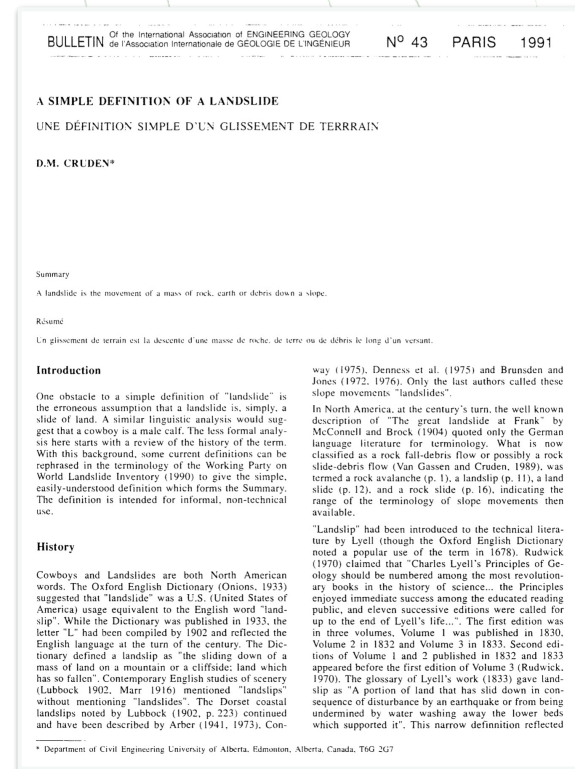 BULLETIN Of the International Association of ENGINEERING GEOLOGY
de l'Association Internationale de GÉOLOGIE DE L'INGÉNIEUR
Nº 43 PARIS 1991
A SIMPLE DEFINITION OF A LANDSLIDE
UNE DÉFINITION SIMPLE D'UN GLISSEMENT DE TERRRAIN
D.M. CRUDEN*
Summary
A landslide is the movement of a mass of rock, earth or debris down a slope.
Résumé
Un glissement de terrain est la descente d'une masse de roche, de terre ou de débris le long d'un versant.
Introduction
One obstacle to a simple definition of "landslide" is
the erroneous assumption that a landslide is, simply, a
slide of land. A similar linguistic analysis would sug-
gest that a cowboy is a male calf. The less formal analy-
sis here starts with a review of the history of the term.
With this background, some current definitions can be
rephrased in the terminology of the Working Party on
World Landslide Inventory (1990) to give the simple,
easily-understood definition which forms the Summary.
The definition is intended for informal, non-technical
use.
History
Cowboys and Landslides are both North American
words. The Oxford English Dictionary (Onions, 1933)
suggested that "landslide" was a U.S. (United States of
America) usage equivalent to the English word "land-
slip". While the Dictionary was published in 1933, the
letter "L" had been compiled by 1902 and reflected the
English language at the turn of the century. The Dic-
tionary defined a landslip as "the sliding down of a
mass of land on a mountain or a cliffside; land which
has so fallen". Contemporary English studies of scenery
(Lubbock 1902, Marr 1916) mentioned "landslips"
without mentioning "landslides". The Dorset coastal
landslips noted by Lubbock (1902, p. 223) continued
and have been described by Arber (1941, 1973), Con-
way (1975), Denness et al. (1975) and Brunsden and
Jones (1972, 1976). Only the last authors called these
slope movements "landslides".
In North America, at the century's turn, the well known
description of "The great landslide at Frank" by
McConnell and Brock (1904) quoted only the German
language literature for terminology. What is now
classified as a rock fall-debris flow or possibly a rock
slide-debris flow (Van Gassen and Cruden, 1989), was
termed a rock avalanche (p. 1), a landslip (p. 11), a land
slide (p. 12), and a rock slide (p. 16), indicating the
range of the terminology of slope movements then
available.
"Landslip" had been introduced to the technical litera-
ture by Lyell (though the Oxford English Dictionary
noted a popular use of the term in 1678). Rudwick
(1970) claimed that "Charles Lyell's Principles of Ge-
ology should be numbered among the most revolution-
ary books in the history of science... the Principles
enjoyed immediate success among the educated reading
public, and eleven successive editions were called for
up to the end of Lyell's life...". The first edition was
in three volumes, Volume 1 was published in 1830,
Volume 2 in 1832 and Volume 3 in 1833. Second edi-
tions of Volume 1 and 2 published in 1832 and 1833
appeared before the first edition of Volume 3 (Rudwick,
1970). The glossary of Lyell's work (1833) gave land-
slip as "A portion of land that has slid down in con-
sequence of disturbance by an earthquake or from being
undermined by water washing away the lower beds
which supported it". This narrow definnition reflected
* Department of Civil Engineering University of Alberta, Edmonton, Alberta, Canada, T6G 2G7